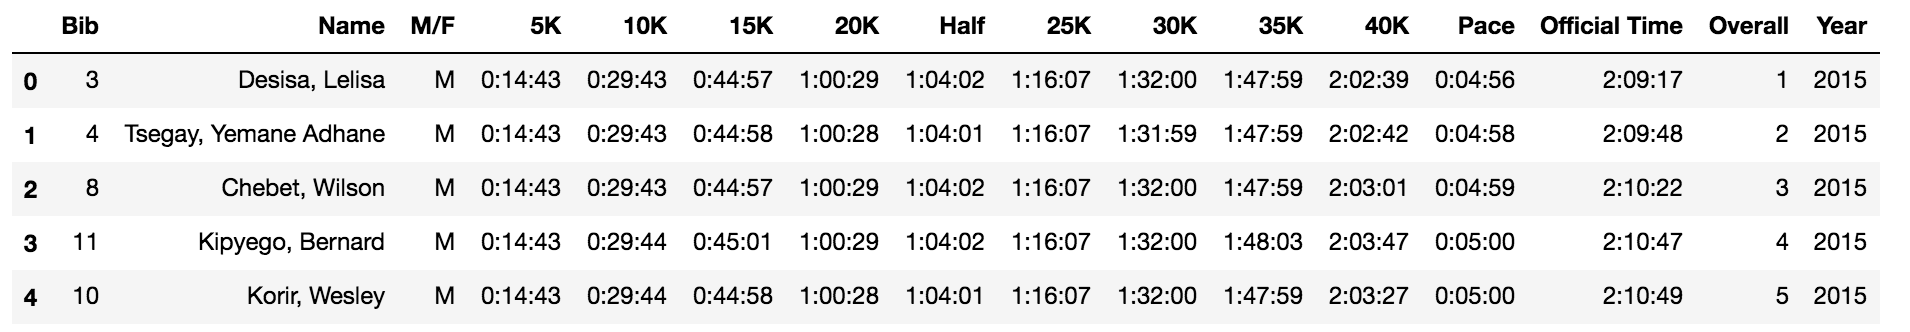 Bib Name M/F 5K 10K 15K 20K Half 25K 30K 35K 40K Pace Official Time Overall Year
0 3 Desisa, Lelisa M 0:14:43 0:29:43 0:44:57 1:00:29 1:04:02 1:16:07 1:32:00 1:47:59 2:02:39 0:04:56 2:09:17 1 2015
1 4 Tsegay, Yemane Adhane M 0:14:43 0:29:43 0:44:58 1:00:28 1:04:01 1:16:07 1:31:59 1:47:59 2:02:42 0:04:58 2:09:48 2 2015
2 8 Chebet, Wilson M 0:14:43 0:29:43 0:44:57 1:00:29 1:04:02 1:16:07 1:32:00 1:47:59 2:03:01 0:04:59 2:10:22 3 2015
3 11 Kipyego, Bernard M 0:14:43 0:29:44 0:45:01 1:00:29 1:04:02 1:16:07 1:32:00 1:48:03 2:03:47 0:05:00 2:10:47 4 2015
4 10 Korir, Wesley M 0:14:43 0:29:44 0:44:58 1:00:28 1:04:01 1:16:07 1:32:00 1:47:59 2:03:27 0:05:00 2:10:49 5 2015